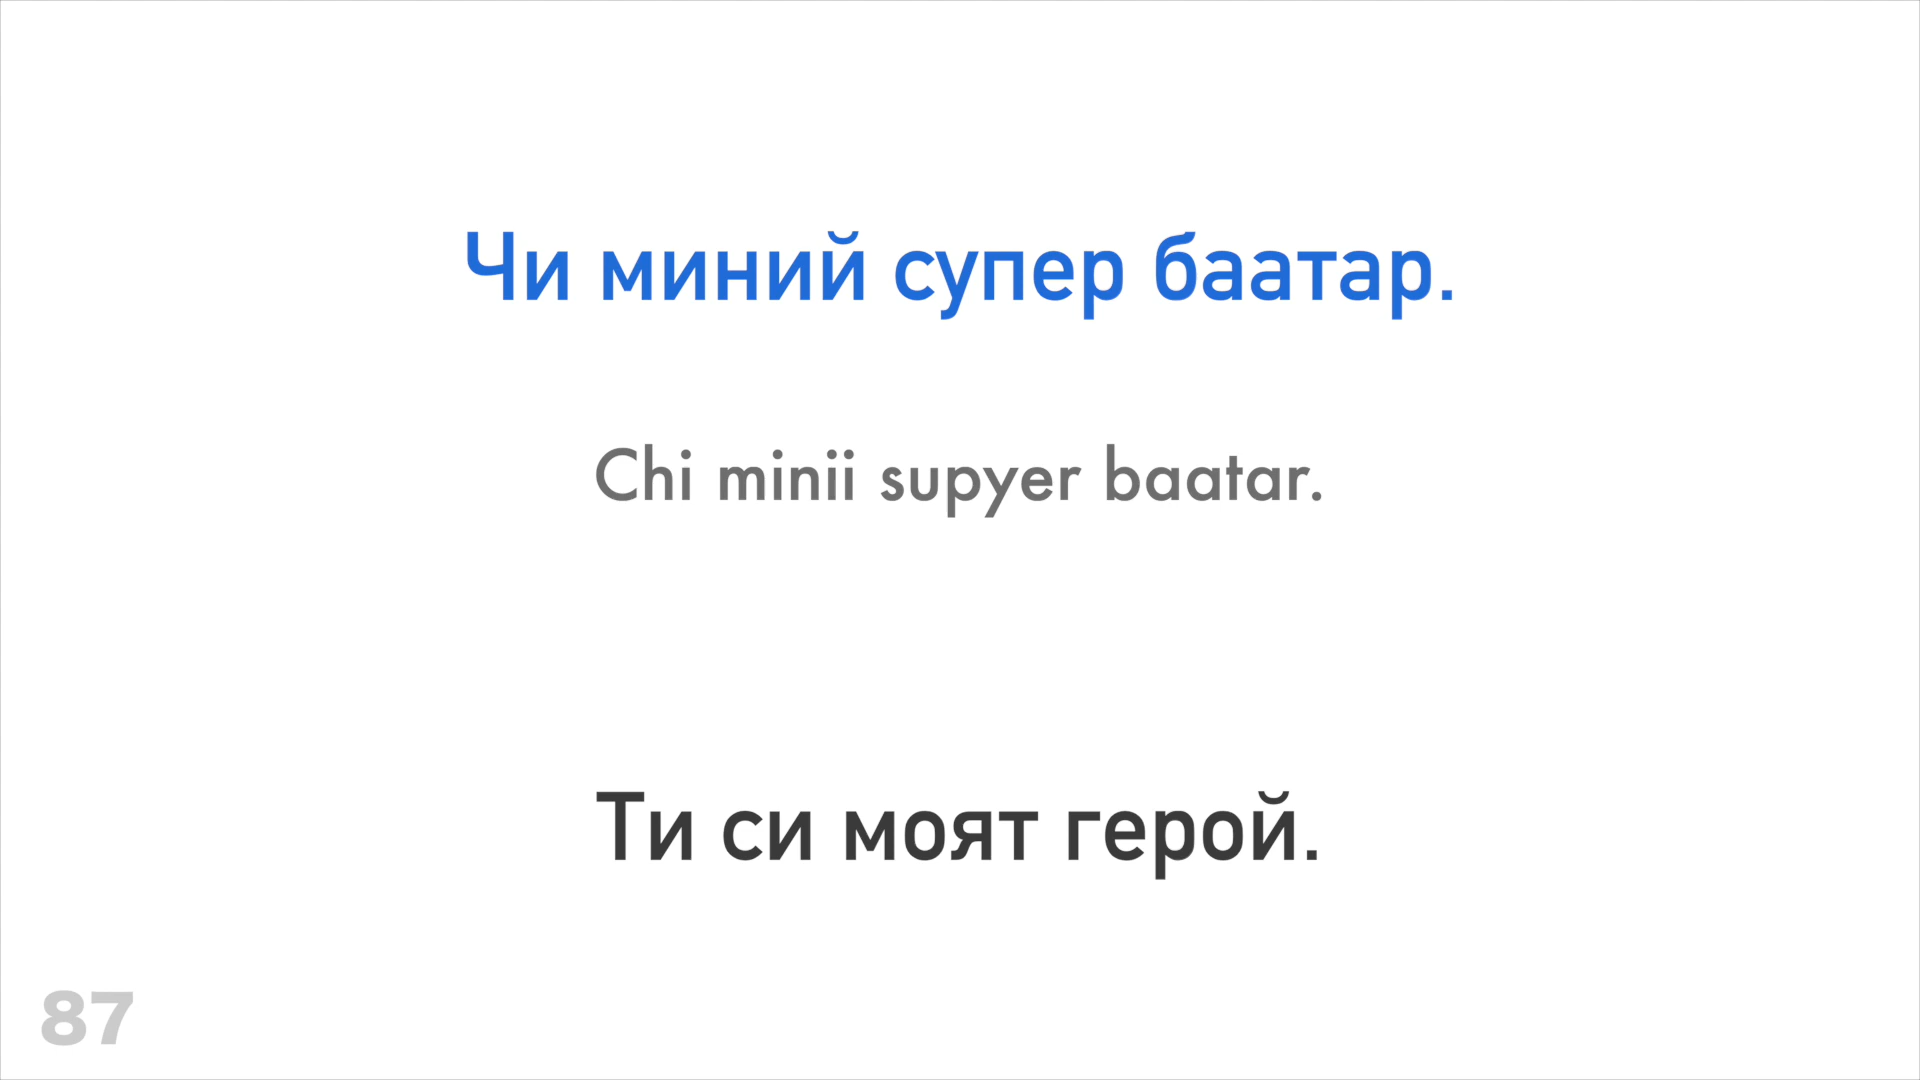 Чи миний супер баатар.
Chi minii supyer baatar.
Ти си моят герой.
87